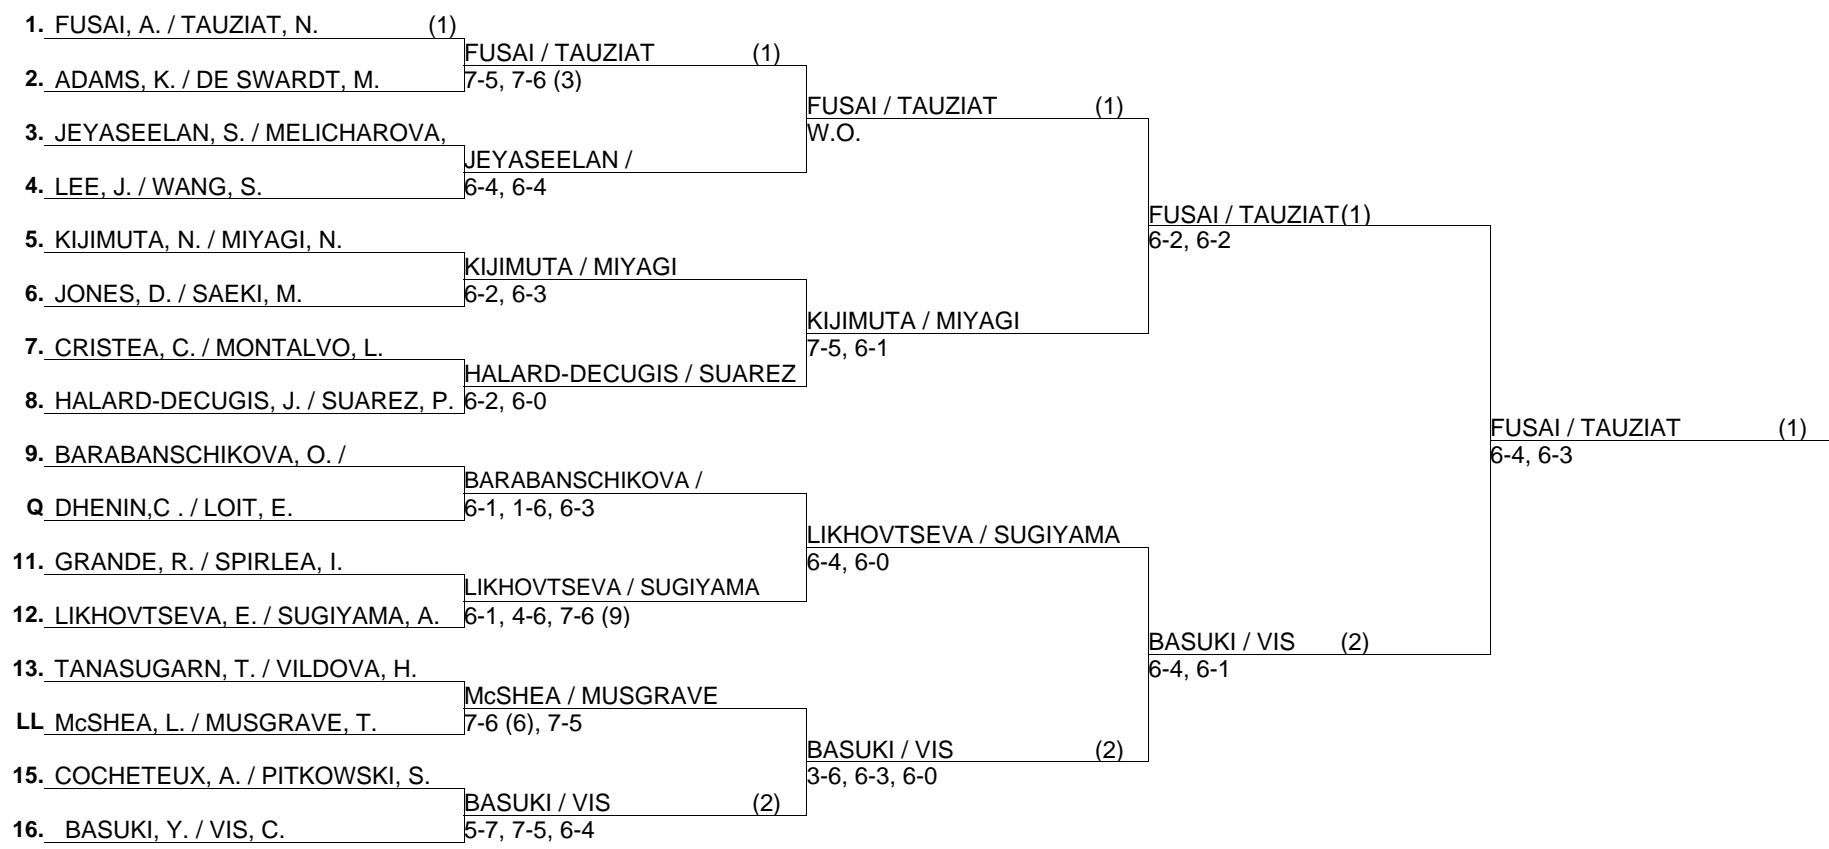 1. FUSAI, A. / TAUZIAT, N. (1)
FUSAI / TAUZIAT (1)
2. ADAMS, K. / DE SWARDT, M.
7-5, 7-6 (3)
FUSAI / TAUZIAT (1)
W.O.
3. JEYASEELAN, S. / MELICHAROVA,
JEYASEELAN /
4. LEE, J. / WANG, S.
6-4, 6-4
FUSAI / TAUZIAT(1)
6-2, 6-2
5. KIJIMUTA, N. / MIYAGI, N.
KIJIMUTA / MIYAGI
6. JONES, D. / SAEKI, M.
6-2, 6-3
KIJIMUTA / MIYAGI
7-5, 6-1
7. CRISTEA, C. / MONTALVO, L.
HALARD-DECUGIS / SUAREZ
8. HALARD-DECUGIS, J. / SUAREZ, P.
6-2, 6-0
FUSAI / TAUZIAT (1)
6-4, 6-3
9. BARABANSCHIKOVA, O. /
BARABANSCHIKOVA /
Q DHENIN,C . / LOIT, E.
6-1, 1-6, 6-3
LIKHOVTSEVA / SUGIYAMA
6-4, 6-0
11. GRANDE, R. / SPIRLEA, I.
LIKHOVTSEVA / SUGIYAMA
12. LIKHOVTSEVA, E. / SUGIYAMA, A.
6-1, 4-6, 7-6 (9)
BASUKI / VIS (2)
6-4, 6-1
13. TANASUGARN, T. / VILDOVA, H.
McSHEA / MUSGRAVE
LL McSHEA, L. / MUSGRAVE, T.
7-6 (6), 7-5
BASUKI / VIS (2)
3-6, 6-3, 6-0
15. COCHETEUX, A. / PITKOWSKI, S.
BASUKI / VIS (2)
16. BASUKI, Y. / VIS, C.
5-7, 7-5, 6-4